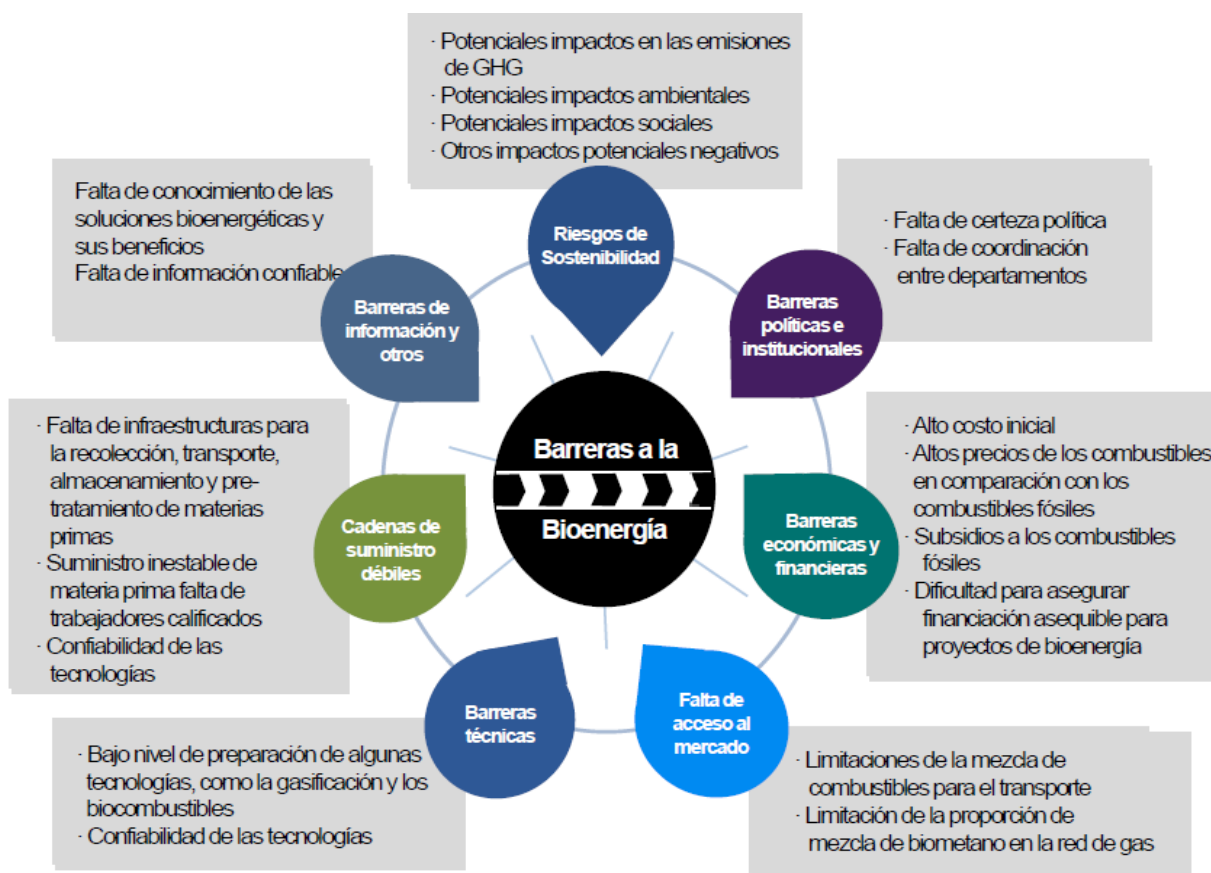 · Potenciales impactos en las emisiones
de GHG
· Potenciales impactos ambientales
· Potenciales impactos sociales
· Otros impactos potenciales negativos
Riesgos de
Sostenibilidad
· Falta de certeza política
· Falta de coordinación
entre departamentos
Barreras
políticas e
institucionales
· Alto costo inicial
· Altos precios de los combustibles
en comparación con los
combustibles fósiles
· Subsidios a los combustibles
fósiles
· Dificultad para asegurar
financiación asequible para
proyectos de bioenergía
Barreras
económicas y
financieras
Falta de
acceso al
mercado
· Limitaciones de la mezcla de
combustibles para el transporte
· Limitación de la proporción de
mezcla de biometano en la red de gas
Barreras
técnicas
· Bajo nivel de preparación de algunas
tecnologías, como la gasificación y los
biocombustibles
· Confiabilidad de las tecnologías
Cadenas de
suministro
débiles
· Falta de infraestructuras para
la recolección, transporte,
almacenamiento y pre-
tratamiento de materias
primas
· Suministro inestable de
materia prima falta de
trabajadores calificados
· Confiabilidad de las
tecnologías
Barreras de
información y
otros
Falta de conocimiento de las
soluciones bioenergéticas y
sus beneficios
Falta de información confiable
Barreras a la
Bioenergía